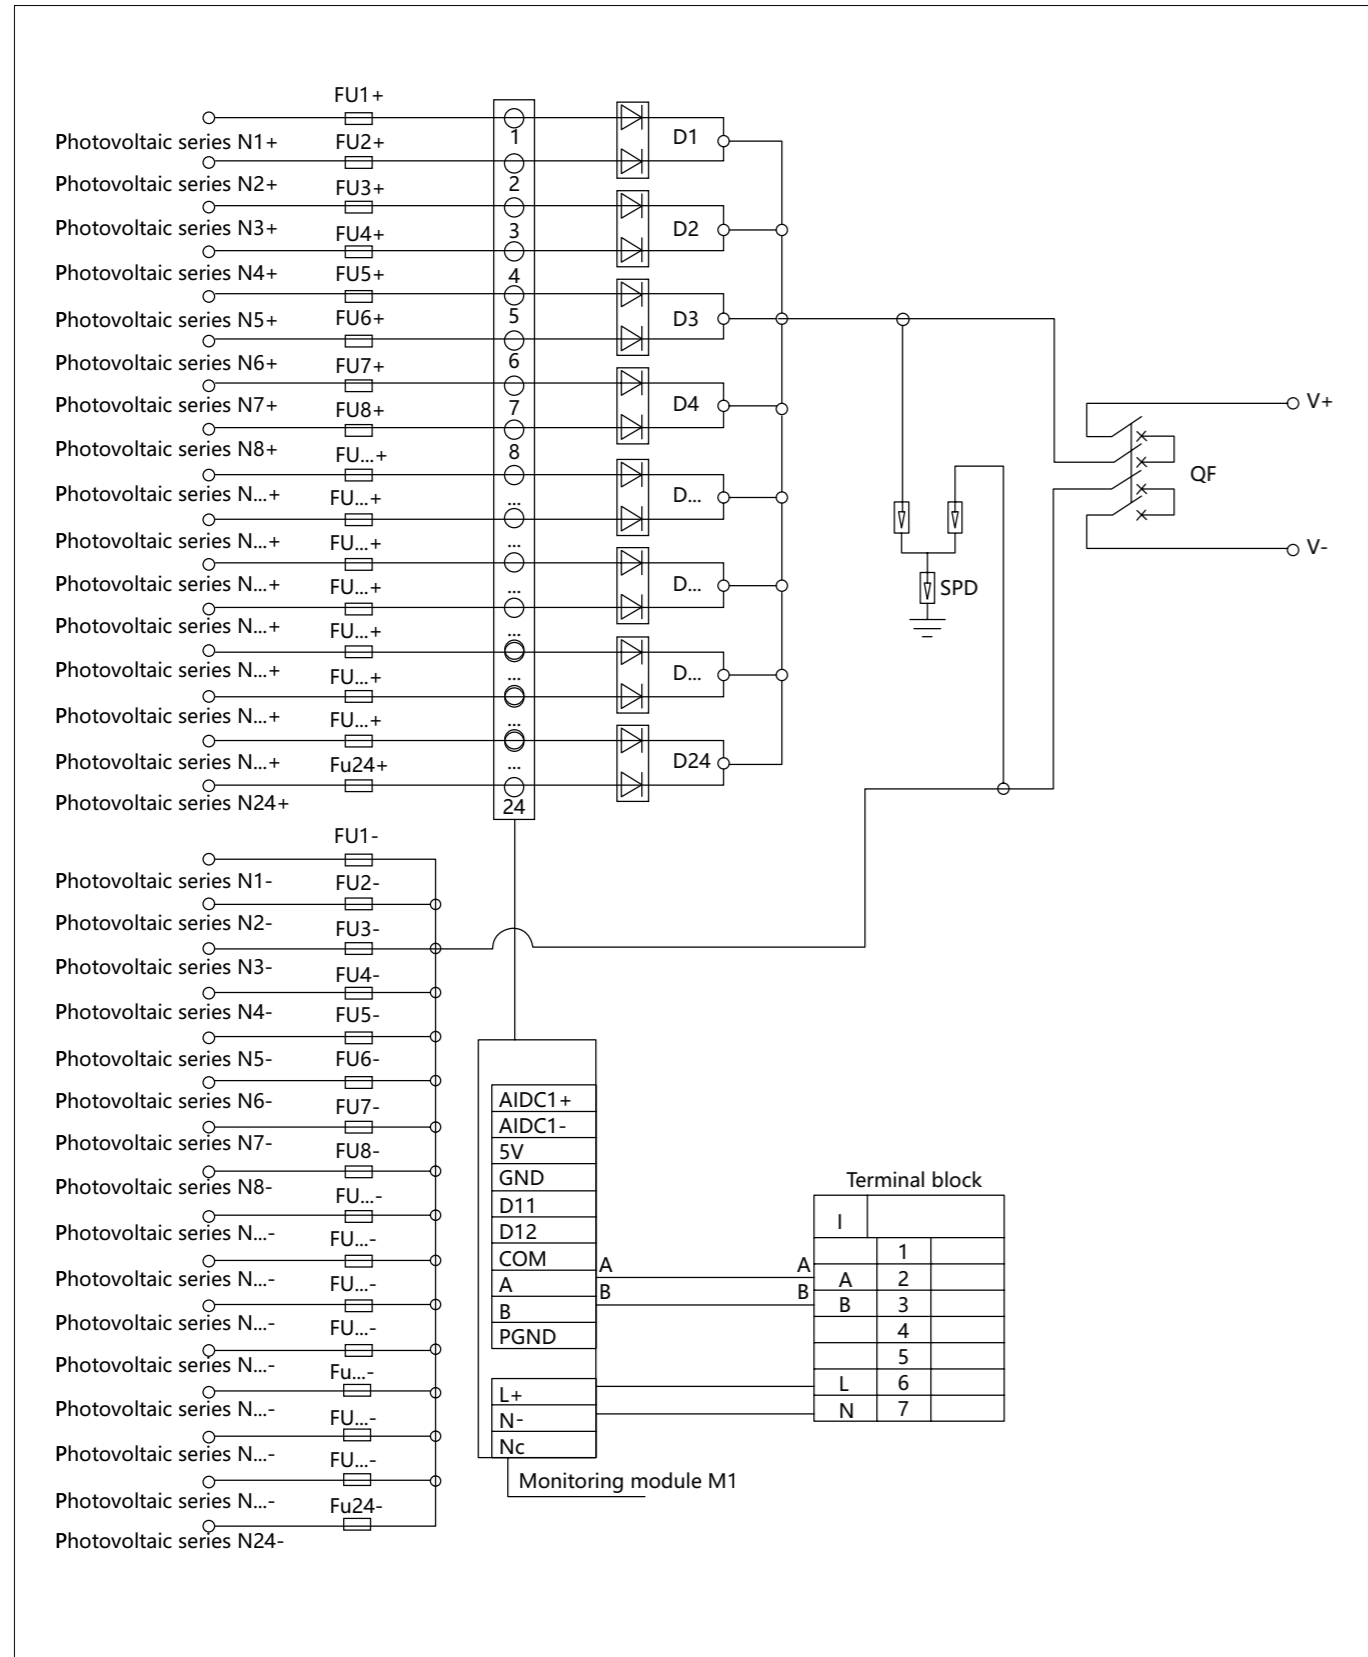 FU1+
Photovoltaic series N1+
FU2+
Photovoltaic series N2+
FU3+
Photovoltaic series N3+
FU4+
Photovoltaic series N4+
FU5+
Photovoltaic series N5+
FU6+
Photovoltaic series N6+
FU7+
Photovoltaic series N7+
FU8+
Photovoltaic series N8+
FU...+
Photovoltaic series N...+
FU...+
Photovoltaic series N...+
FU...+
Photovoltaic series N...+
FU...+
Photovoltaic series N...+
FU...+
Photovoltaic series N...+
FU...+
Photovoltaic series N...+
FU...+
Photovoltaic series N...+
Fu24+
Photovoltaic series N24+
1
2
3
4
5
6
7
8
...
...
...
...
...
...
...
24
D1
D2
D3
D4
D...
D...
D...
D24
SPD
QF
V+
V-
FU1-
Photovoltaic series N1-
FU2-
Photovoltaic series N2-
FU3-
Photovoltaic series N3-
FU4-
Photovoltaic series N4-
FU5-
Photovoltaic series N5-
FU6-
Photovoltaic series N6-
FU7-
Photovoltaic series N7-
FU8-
Photovoltaic series N8-
FU...-
Photovoltaic series N...-
FU...-
Photovoltaic series N...-
FU...-
Photovoltaic series N...-
FU...-
Photovoltaic series N...-
Fu...-
Photovoltaic series N...-
FU...-
Photovoltaic series N...-
FU...-
Photovoltaic series N...-
Fu24-
Photovoltaic series N24-
AIDC1+
AIDC1-
5V
GND
D11
D12
COM
A
B
PGND
L+
N-
Nc
Monitoring module M1
A A
B B
Terminal block
I
1
A 2
B 3
4
5
L 6
N 7